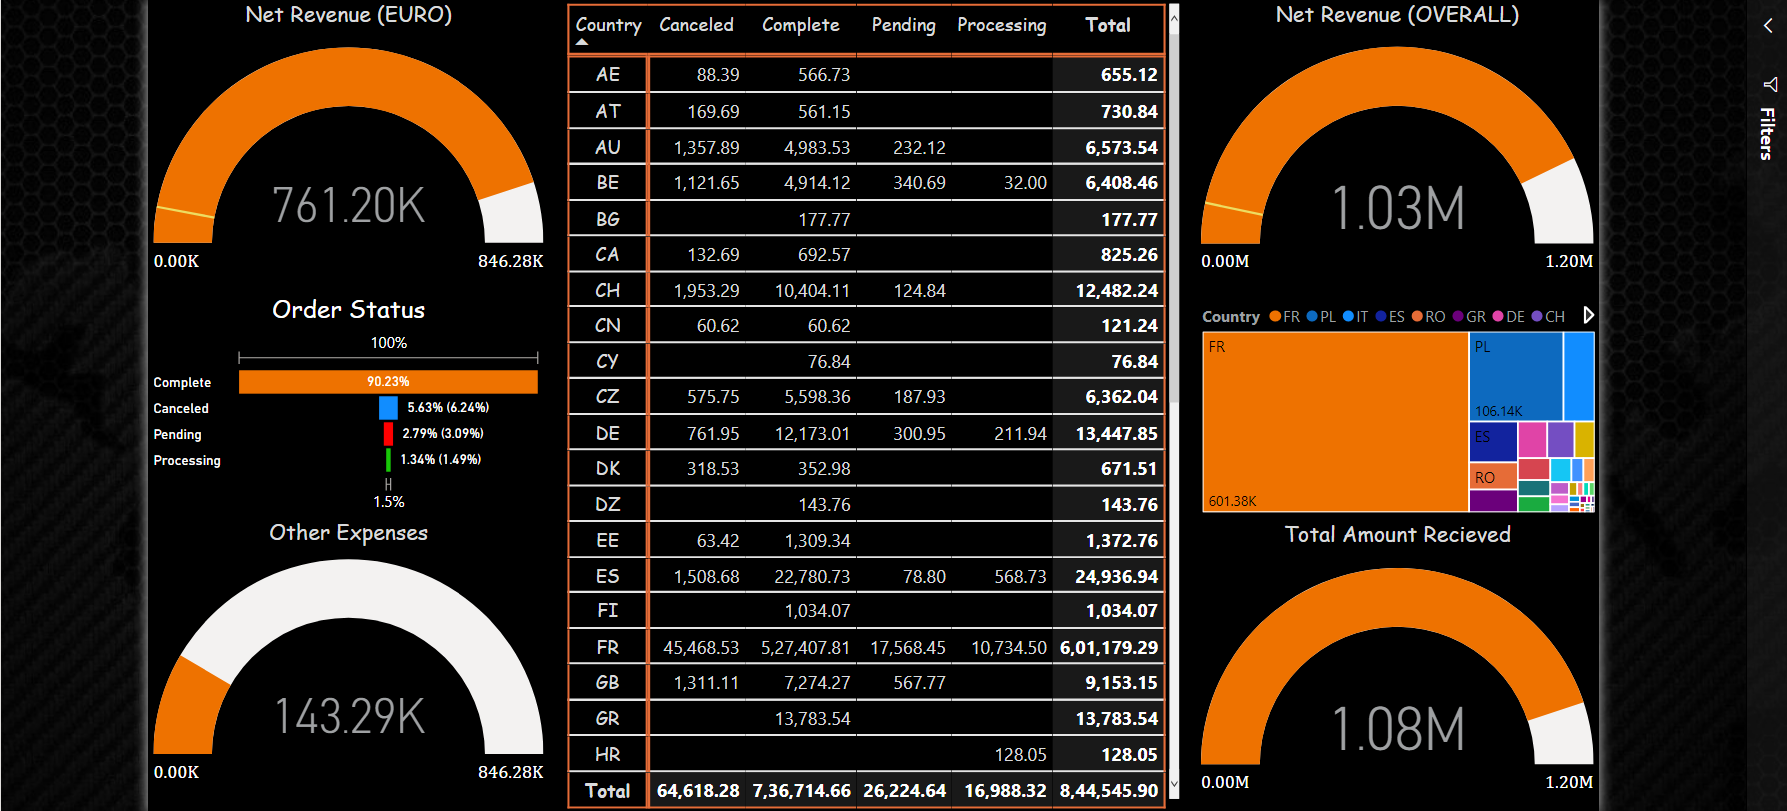 Net Revenue (EURO)
761.20K
0.00K 846.28K
Order Status
100%
Complete 90.23%
Canceled 5.63% (6.24%)
Pending 2.79% (3.09%)
Processing 1.34% (1.49%)
1.5%
Other Expenses
143.29K
0.00K 846.28K
Country Canceled Complete Pending Processing Total
AE 88.39 566.73 655.12
AT 169.69 561.15 730.84
AU 1,357.89 4,983.53 232.12 6,573.54
BE 1,121.65 4,914.12 340.69 32.00 6,408.46
BG 177.77 177.77
CA 132.69 692.57 825.26
CH 1,953.29 10,404.11 124.84 12,482.24
CN 60.62 60.62 121.24
CY 76.84 76.84
CZ 575.75 5,598.36 187.93 6,362.04
DE 761.95 12,173.01 300.95 211.94 13,447.85
DK 318.53 352.98 671.51
DZ 143.76 143.76
EE 63.42 1,309.34 1,372.76
ES 1,508.68 22,780.73 78.80 568.73 24,936.94
FI 1,034.07 1,034.07
FR 45,468.53 5,27,407.81 17,568.45 10,734.50 6,01,179.29
GB 1,311.11 7,274.27 567.77 9,153.15
GR 13,783.54 13,783.54
HR 128.05 128.05
Total 64,618.28 7,36,714.66 26,224.64 16,988.32 8,44,545.90
Net Revenue (OVERALL)
1.03M
0.00M 1.20M
Country FR PL IT ES RO GR DE CH
FR PL
106.14K
ES
RO
601.38K
Total Amount Recieved
1.08M
0.00M 1.20M
Filters